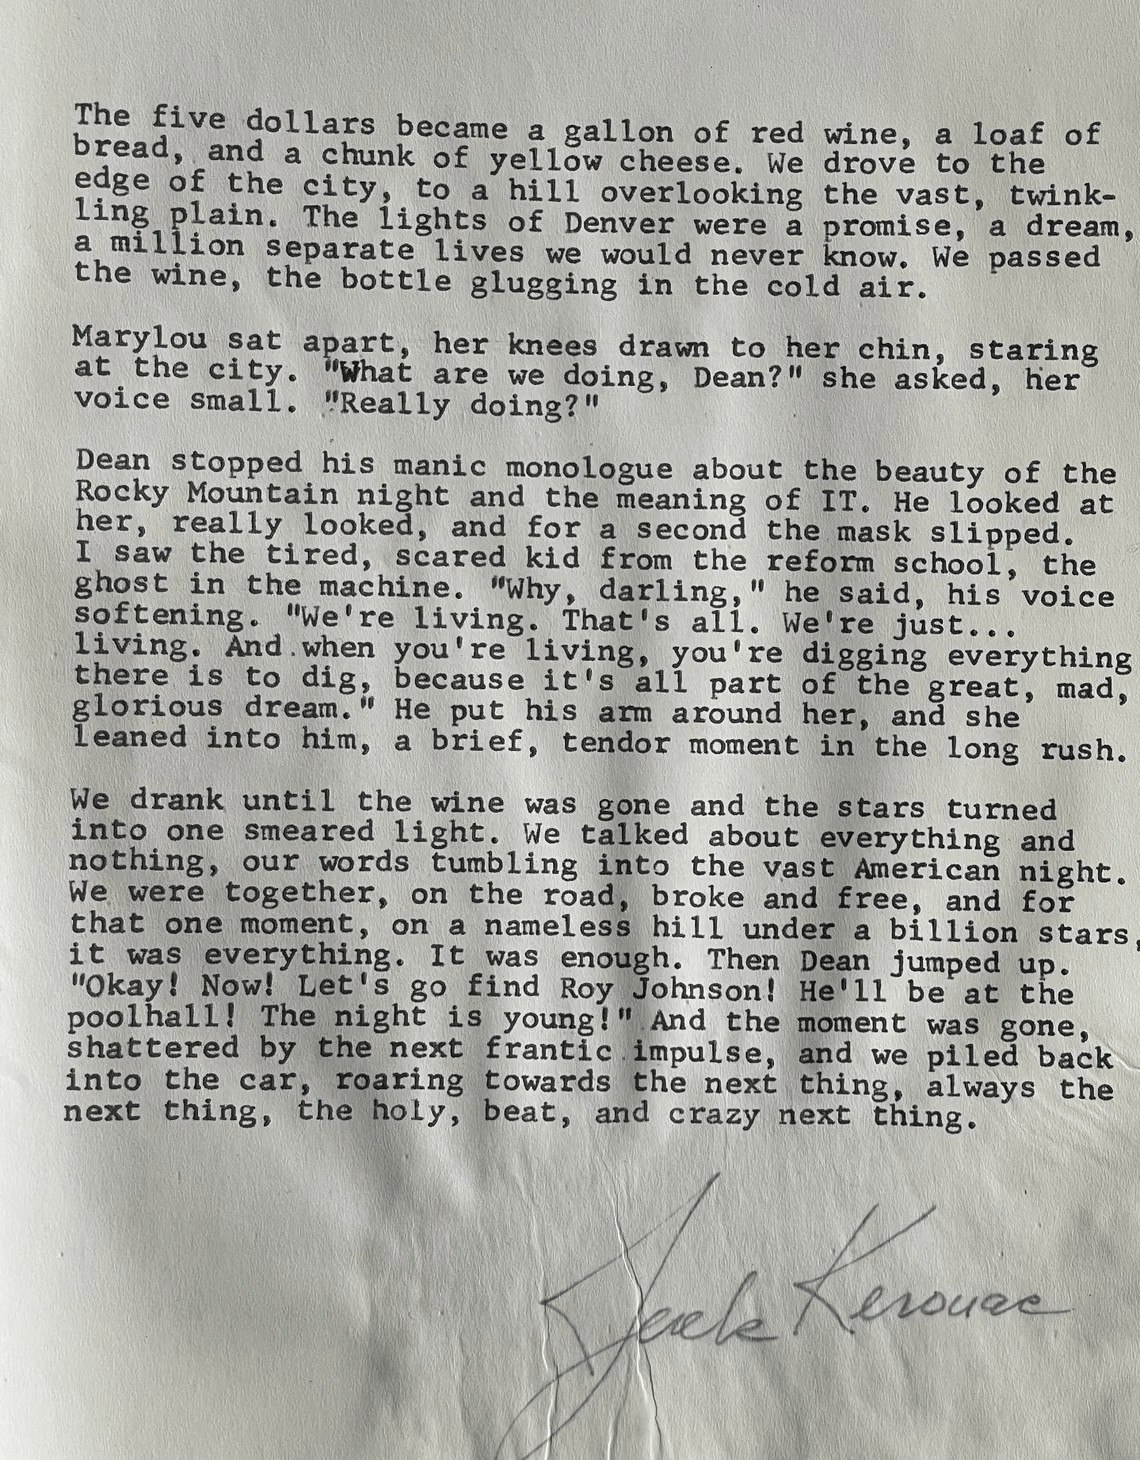 The five dollars became a gallon of red wine, a loaf of
bread, and a chunk of yellow cheese. We drove to the
edge of the city, to a hill overlooking the vast, twink-
ling plain. The lights of Denver were a promise, a dream,
a million separate lives we would never know. We passed
the wine, the bottle glugging in the cold air.
Marylou sat apart, her knees drawn to her chin, staring
at the city. "What are we doing, Dean?" she asked, her
voice small. "Really doing?"
Dean stopped his manic monologue about the beauty of the
Rocky Mountain night and the meaning of IT. He looked at
her, really looked, and for a second the mask slipped.
I saw the tired, scared kid from the reform school, the
ghost in the machine. "Why, darling," he said, his voice
softening. "We're living. That's all. We're just...
living. And when you're living, you're digging everything
there is to dig, because it's all part of the great, mad,
glorious dream." He put his arm around her, and she
leaned into him, a brief, tendor moment in the long rush.
We drank until the wine was gone and the stars turned
into one smeared light. We talked about everything and
nothing, our words tumbling into the vast American night.
We were together, on the road, broke and free, and for
that one moment, on a nameless hill under a billion stars,
it was everything. It was enough. Then Dean jumped up.
"Okay! Now! Let's go find Roy Johnson! He'll be at the
poolhall! The night is young!" And the moment was gone,
shattered by the next frantic impulse, and we piled back
into the car, roaring towards the next thing, always the
next thing, the holy, beat, and crazy next thing.
Jack Kerouac